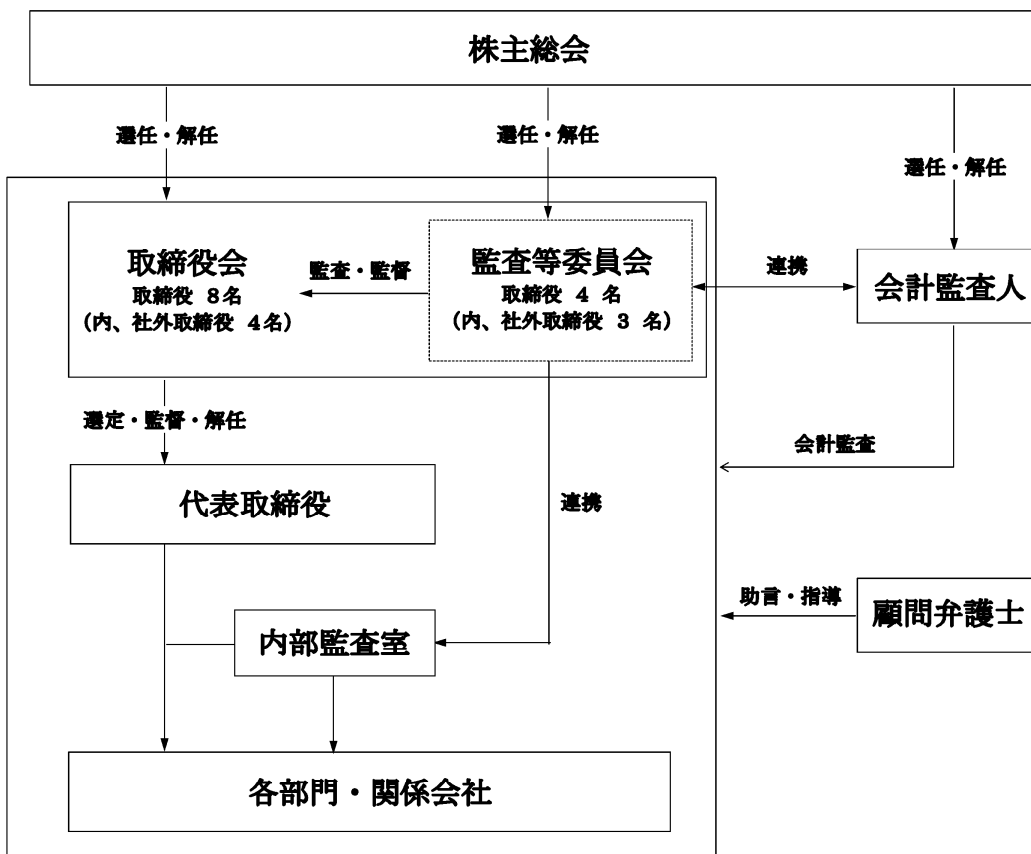 株主総会
選任・解任
選任・解任
選任・解任
取締役会
取締役 8名
(内、社外取締役 4名)
監査・監督
監査等委員会
取締役 4 名
(内、社外取締役 3 名)
連携
会計監査人
選定・監督・解任
会計監査
代表取締役
連携
助言・指導
顧問弁護士
内部監査室
各部門・関係会社